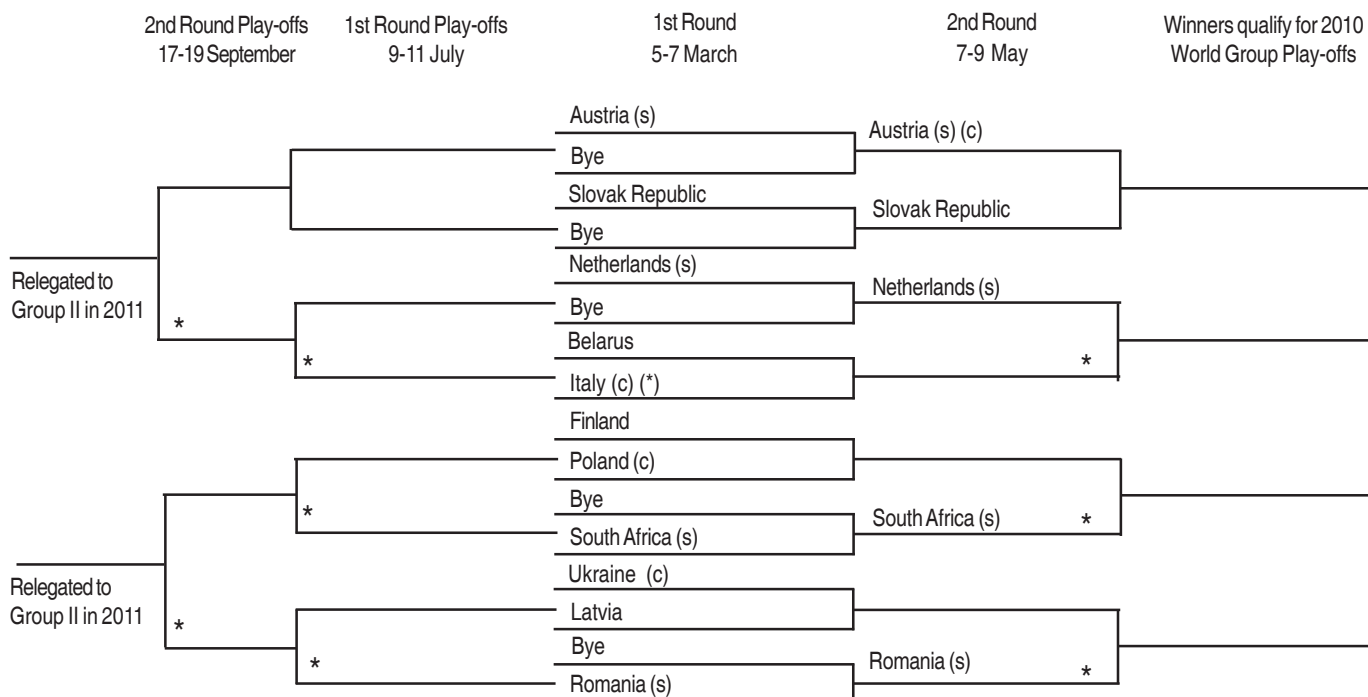 2nd Round Play-offs
17-19 September
1st Round Play-offs
9-11 July
1st Round
5-7 March
2nd Round
7-9 May
Winners qualify for 2010
World Group Play-offs
Austria (s)
Bye
Slovak Republic
Bye
Netherlands (s)
Bye
Belarus
Italy (c) (*)
Finland
Poland (c)
Bye
South Africa (s)
Ukraine (c)
Latvia
Bye
Romania (s)
Austria (s) (c)
Slovak Republic
Netherlands (s)
*
South Africa (s) *
Romania (s) *
Relegated to
Group II in 2011
*
*
Relegated to
Group II in 2011
*
*
*